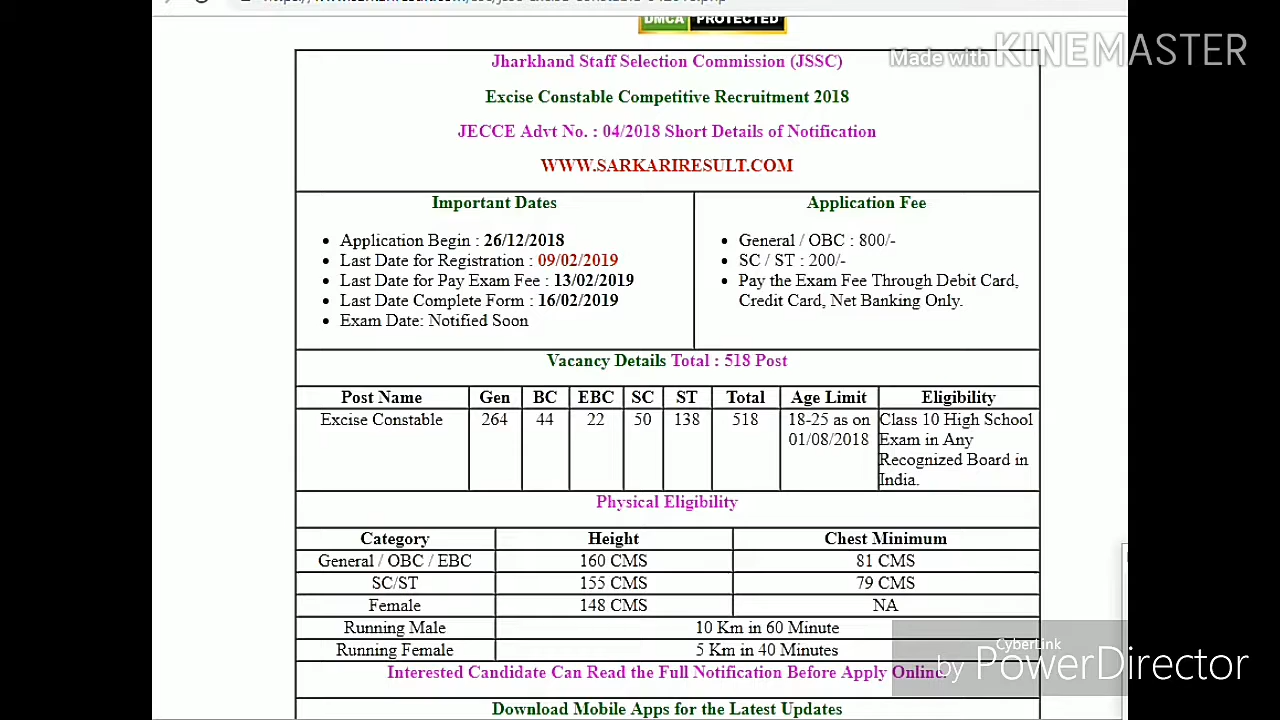 DMCA PROTECTED
Made with KINEMASTER
Jharkhand Staff Selection Commission (JSSC)
Excise Constable Competitive Recruitment 2018
JECCE Advt No. : 04/2018 Short Details of Notification
WWW.SARKARIRESULT.COM
Important Dates
Application Begin : 26/12/2018
Last Date for Registration : 09/02/2019
Last Date for Pay Exam Fee : 13/02/2019
Last Date Complete Form : 16/02/2019
Exam Date: Notified Soon
Application Fee
General / OBC : 800/-
SC / ST : 200/-
Pay the Exam Fee Through Debit Card,
Credit Card, Net Banking Only.
Vacancy Details Total : 518 Post
Post Name Gen BC EBC SC ST Total Age Limit Eligibility
Excise Constable 264 44 22 50 138 518 18-25 as on Class 10 High School
01/08/2018 Exam in Any
Recognized Board in
India.
Physical Eligibility
Category Height Chest Minimum
General / OBC / EBC 160 CMS 81 CMS
SC/ST 155 CMS 79 CMS
Female 148 CMS NA
Running Male 10 Km in 60 Minute
Running Female 5 Km in 40 Minutes
Interested Candidate Can Read the Full Notification Before Apply Online.
CyberLink
by PowerDirector
Download Mobile Apps for the Latest Updates